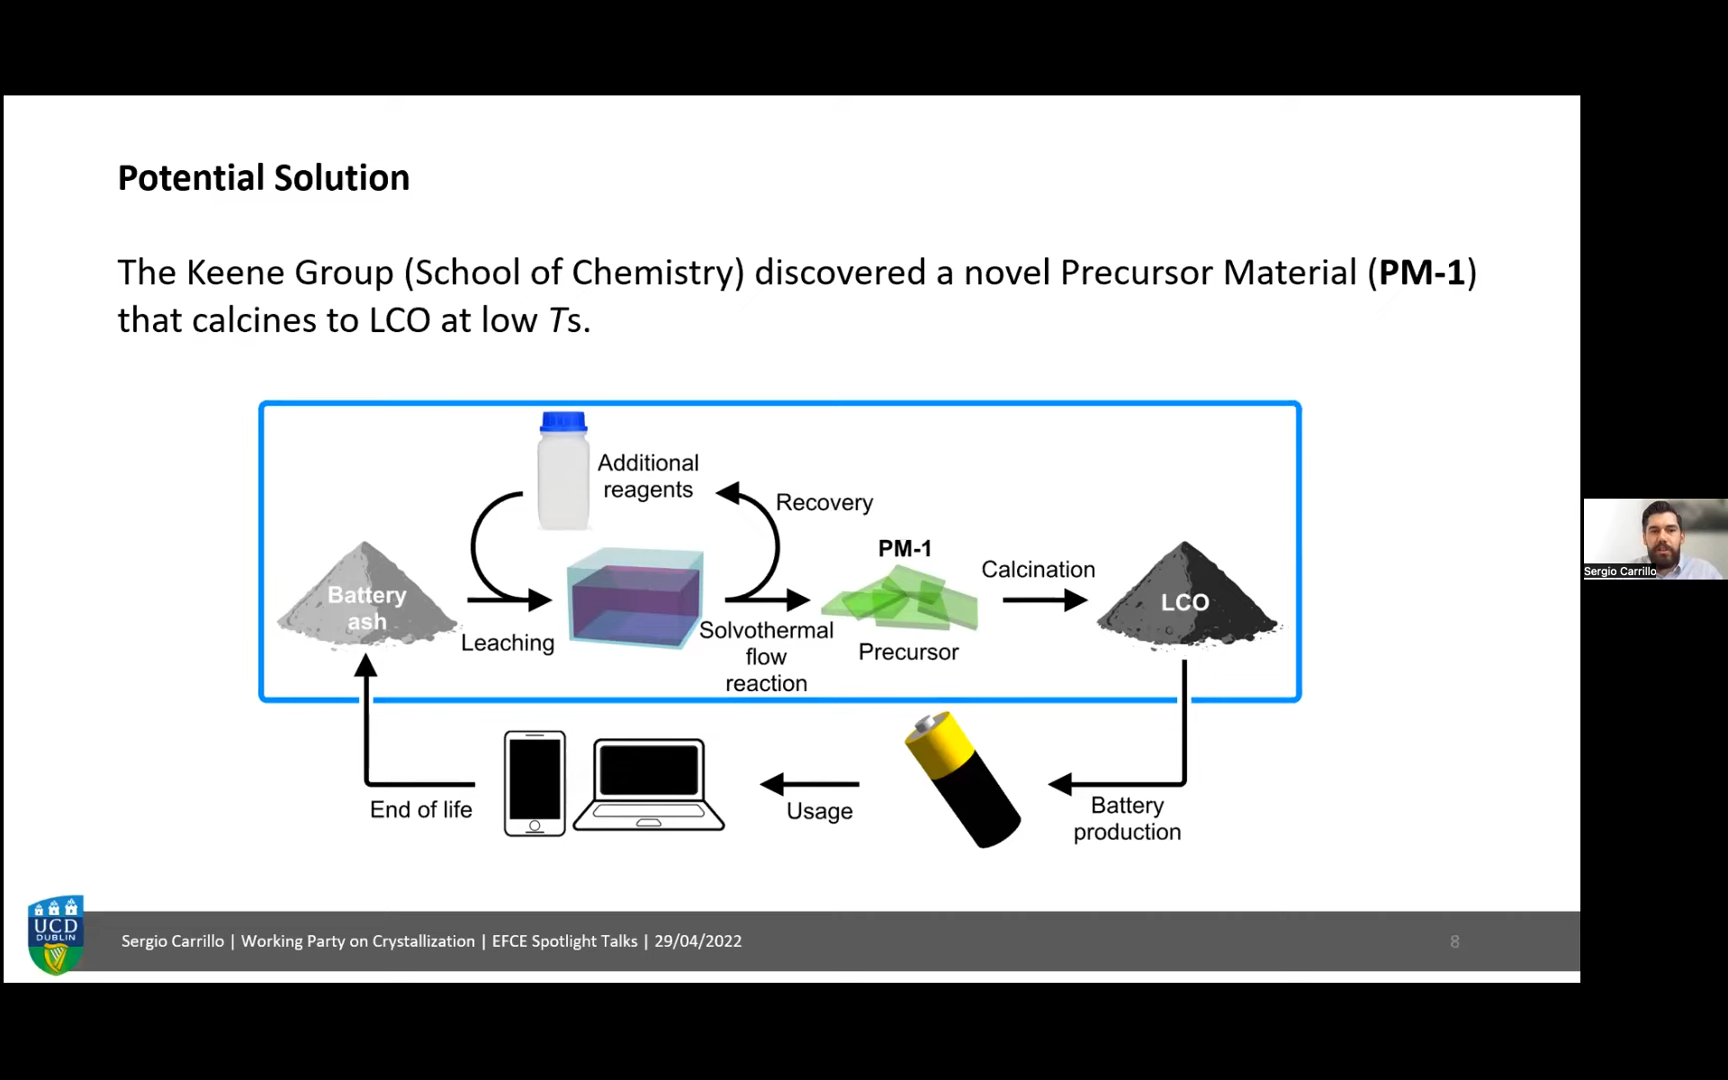 Potential Solution
The Keene Group (School of Chemistry) discovered a novel Precursor Material (PM-1)
that calcines to LCO at low Ts.
Additional
reagents
Recovery
PM-1
Calcination
Battery
ash
LCO
Leaching
Solvothermal
flow
reaction
Precursor
End of life
Usage
Battery
production
Sergio Carrillo
UCD
DUBLIN
Sergio Carrillo | Working Party on Crystallization | EFCE Spotlight Talks | 29/04/2022
8